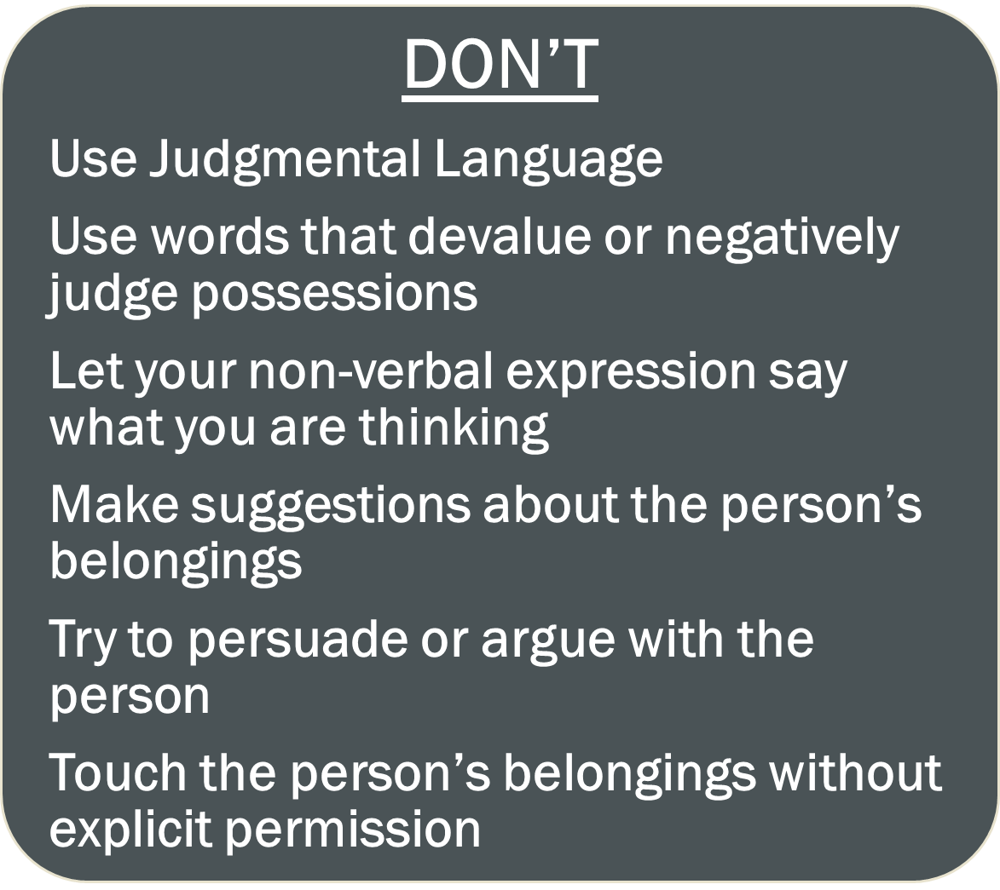 DON’T
Use Judgmental Language
Use words that devalue or negatively
judge possessions
Let your non-verbal expression say
what you are thinking
Make suggestions about the person’s
belongings
Try to persuade or argue with the
person
Touch the person’s belongings without
explicit permission